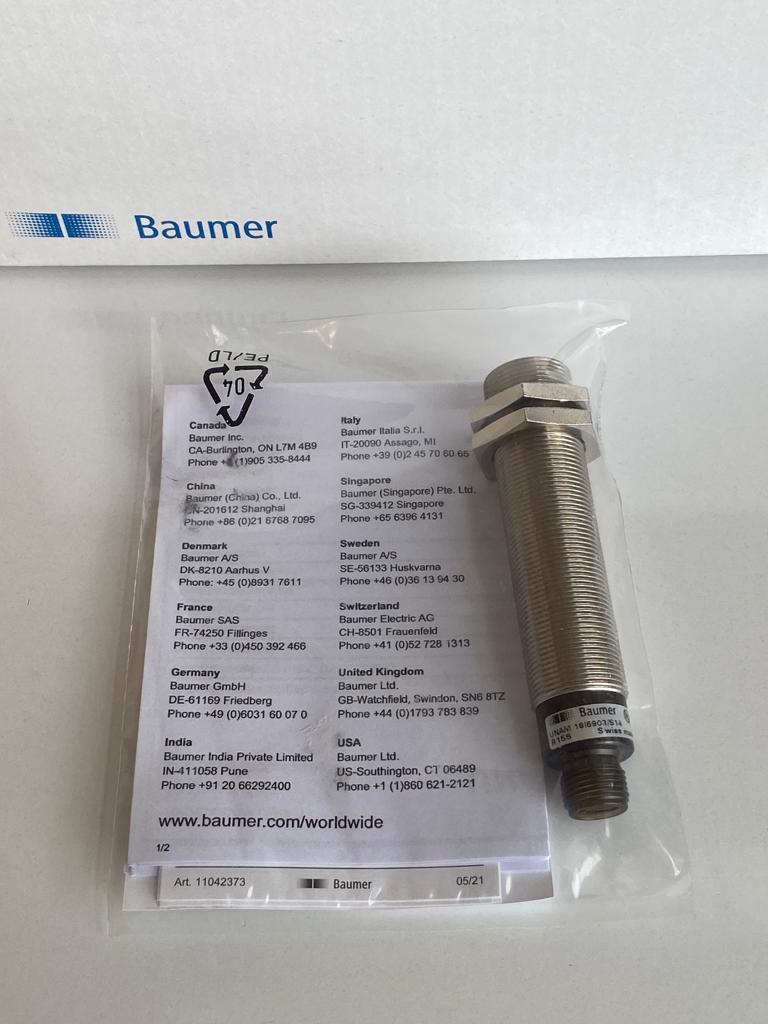 Baumer
PE/LD
04
Canada
Baumer Inc.
CA-Burlington, ON L7M 4B9
Phone +1 (1)905 335-8444
China
Baumer (China) Co., Ltd.
CN-201612 Shanghai
Phone +86 (0)21 6768 7095
Denmark
Baumer A/S
DK-8210 Aarhus V
Phone: +45 (0)8931 7611
France
Baumer SAS
FR-74250 Fillinges
Phone +33 (0)450 392 466
Germany
Baumer GmbH
DE-61169 Friedberg
Phone +49 (0)6031 60 07 0
India
Baumer India Private Limited
IN-411058 Pune
Phone +91 20 66292400
Italy
Baumer Italia S.r.l.
IT-20090 Assago, MI
Phone +39 (0)2 45 70 60 65
Singapore
Baumer (Singapore) Pte. Ltd.
SG-339412 Singapore
Phone +65 6396 4131
Sweden
Baumer A/S
SE-56133 Huskvarna
Phone +46 (0)36 13 94 30
Switzerland
Baumer Electric AG
CH-8501 Frauenfeld
Phone +41 (0)52 728 1313
United Kingdom
Baumer Ltd.
GB-Watchfield, Swindon, SN6 8TZ
Phone +44 (0)1793 783 839
USA
Baumer Ltd.
US-Southington, CT 06489
Phone +1 (1)860 621-2121
www.baumer.com/worldwide
1/2
Art. 11042373 Baumer 05/21
Baumer
UNAM 18I6903/S14
R155 Swiss